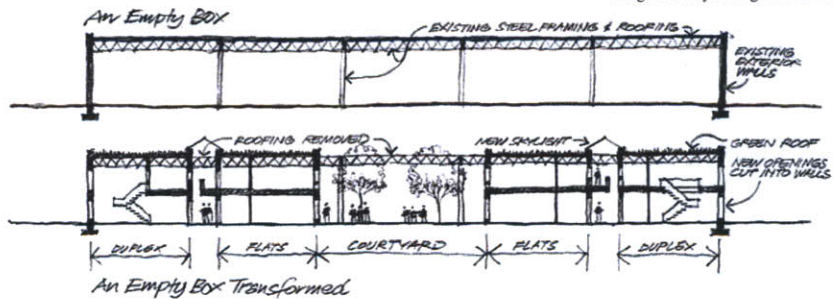 An Empty Box
EXISTING STEEL FRAMING & ROOFING
EXISTING
EXTERIOR
WALLS
ROOFING REMOVED
NEW SKYLIGHT
GREEN ROOF
NEW OPENINGS
CUT INTO WALLS
DUPLEX
FLATS
COURTYARD
FLATS
DUPLEX
An Empty Box Transformed